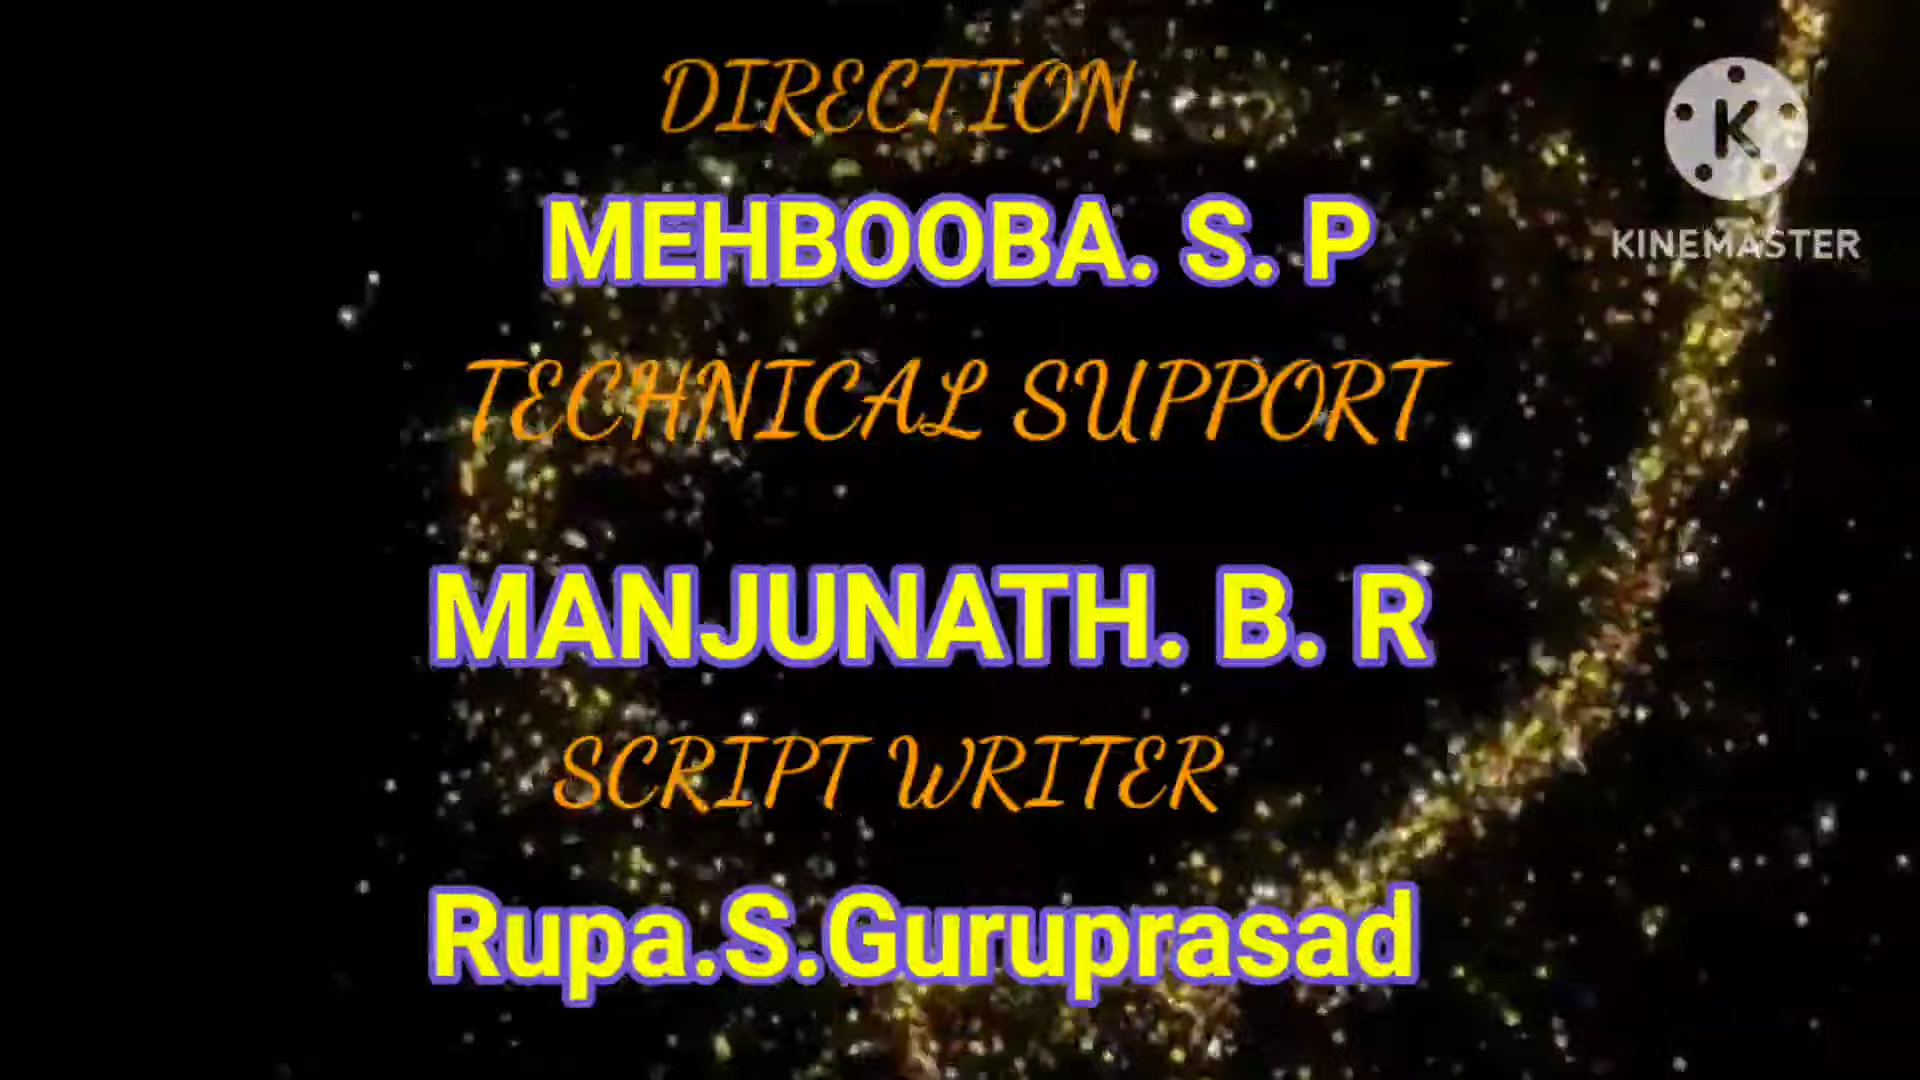 DIRECTION
K
KINEMASTER
MEHBOOBA. S. P
TECHNICAL SUPPORT
MANJUNATH. B. R
SCRIPT WRITER
Rupa.S.Guruprasad